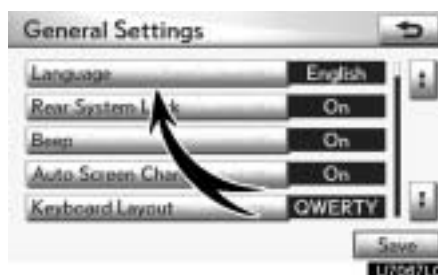 General Settings
Language English
Rear System On
Beep On
Auto Screen On
Keyboard Layout QWERTY
Save